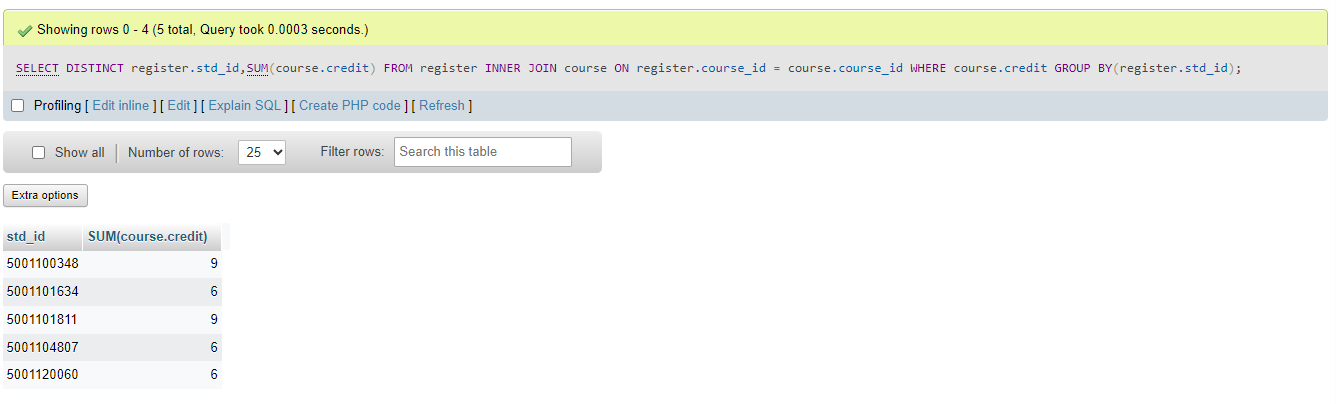 Showing rows 0 - 4 (5 total, Query took 0.0003 seconds.)
SELECT DISTINCT register.std_id,SUM(course.credit) FROM register INNER JOIN course ON register.course_id = course.course_id WHERE course.credit GROUP BY(register.std_id);
Profiling [ Edit inline ] [ Edit ] [ Explain SQL ] [ Create PHP code ] [ Refresh ]
Show all Number of rows: 25 Filter rows: Search this table
Extra options
std_id SUM(course.credit)
5001100348 9
5001101634 6
5001101811 9
5001104807 6
5001120060 6